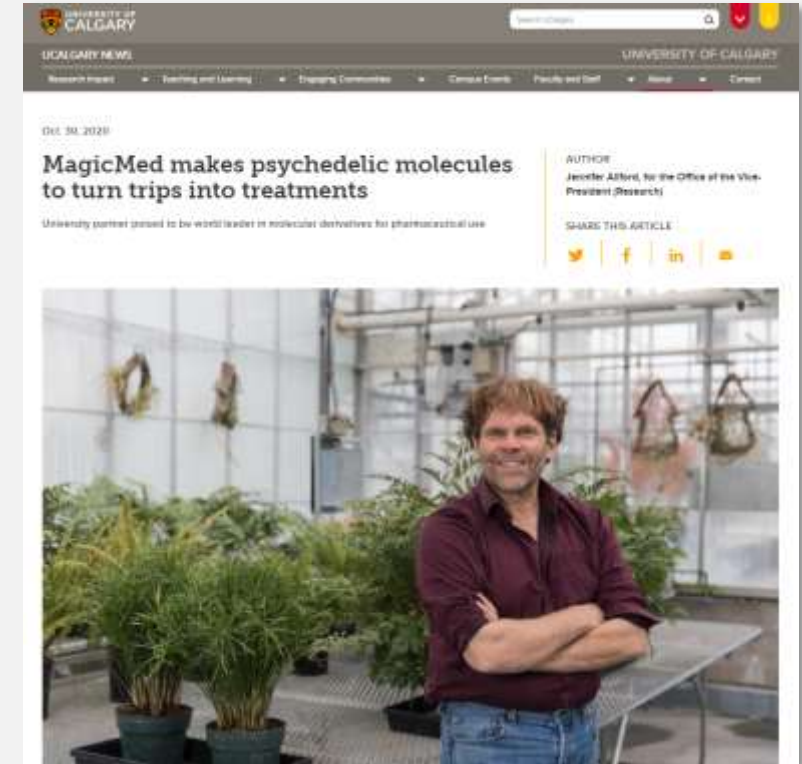 UNIVERSITY OF
CALGARY
UCALGARY NEWS
UNIVERSITY OF CALGARY
Research Impact
Teaching and Learning
Engaging Communities
Campus Events
Faculty and Staff
About
Contact
Oct. 30, 2020
MagicMed makes psychedelic molecules
to turn trips into treatments
University partner poised to be world leader in molecular derivatives for pharmaceutical use
AUTHOR
Jennifer Allford, for the Office of the Vice-
President (Research)
SHARE THIS ARTICLE